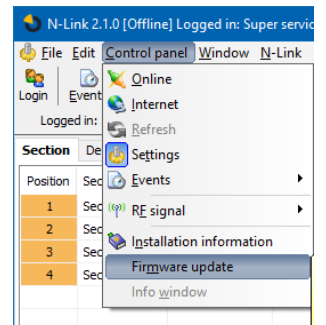 N-Link 2.1.0 [Offline] Logged in: Super servic
File Edit Control panel Window N-Link
Login Event
Logged in:
Online
Internet
Refresh
Settings
Events
RF signal
Installation information
Firmware update
Info window
Section De
Position Sec
1 Sec
2 Sec
3 Sec
4 Sec